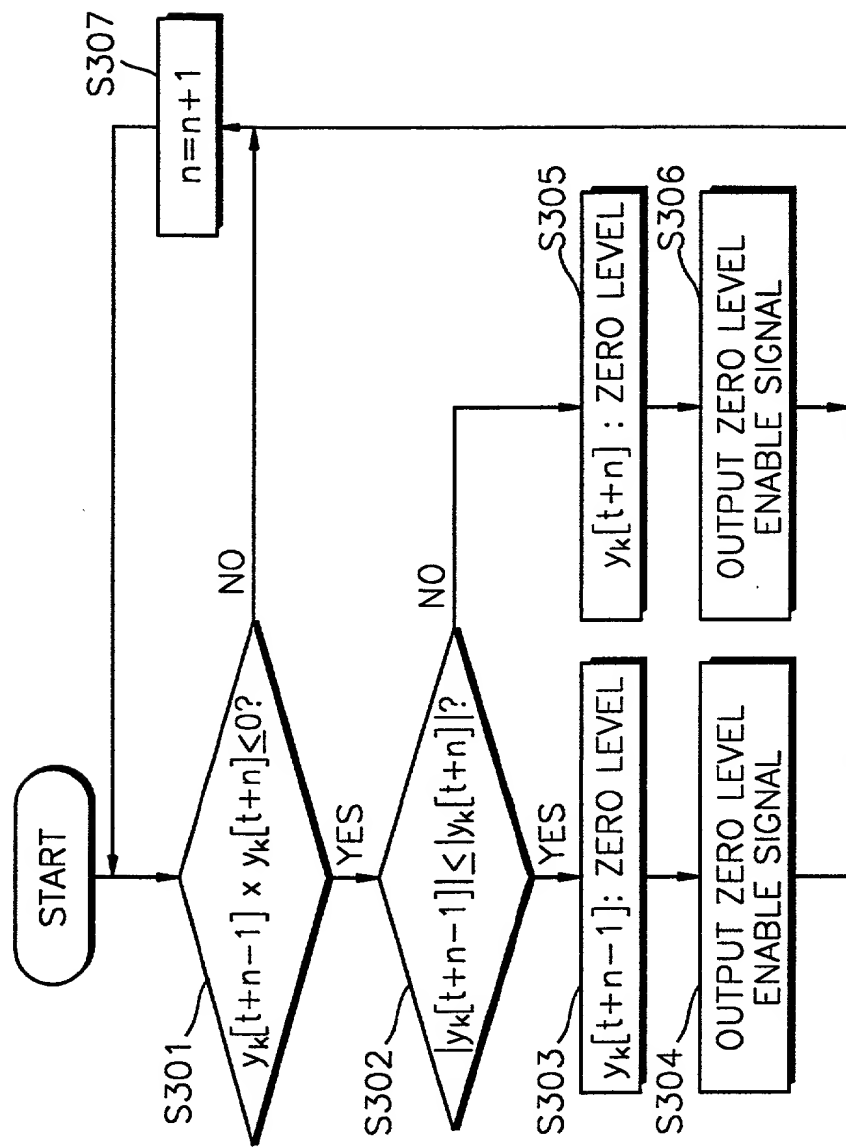 START
S307
n=n+1
S301
yk[t+n−1] x yk[t+n]≤0?
NO
YES
S302
|yk[t+n−1]|≤|yk[t+n]|?
NO
YES
S303
yk[t+n−1]: ZERO LEVEL
S305
yk[t+n] : ZERO LEVEL
S304
OUTPUT ZERO LEVEL
ENABLE SIGNAL
S306
OUTPUT ZERO LEVEL
ENABLE SIGNAL